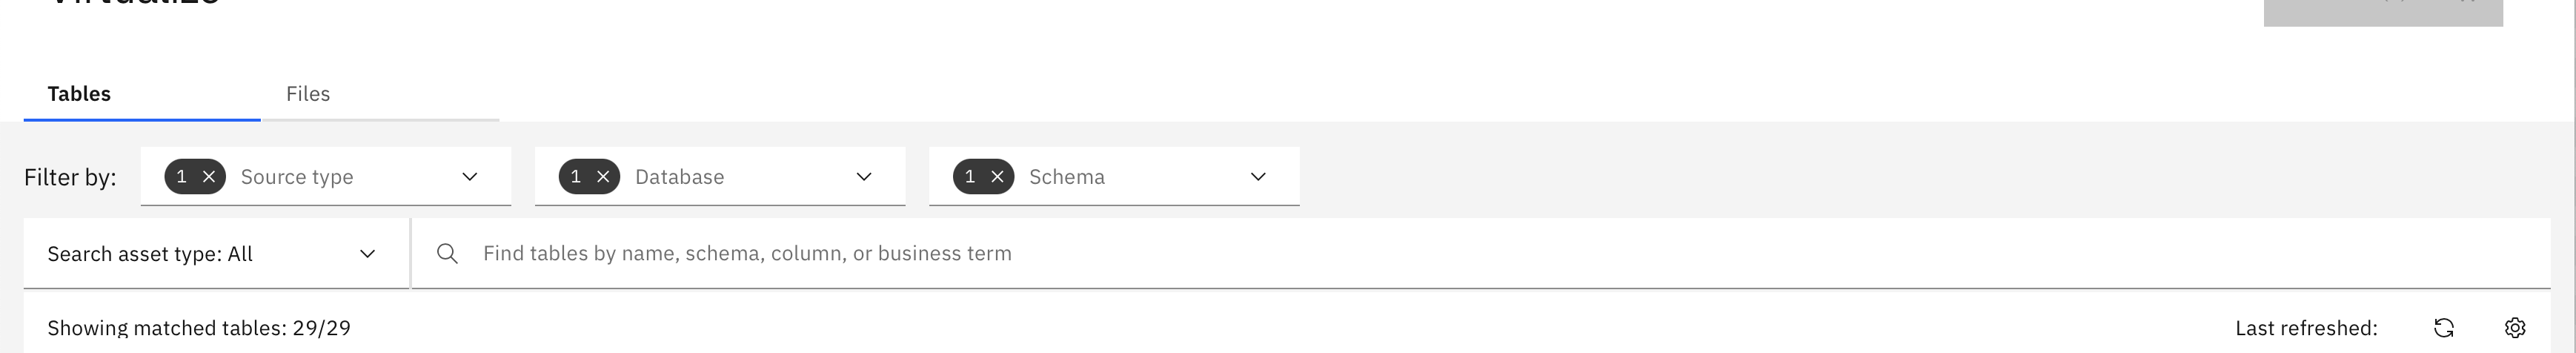 Tables
Files
Filter by:
1 Source type
1 Database
1 Schema
Search asset type: All
Find tables by name, schema, column, or business term
Showing matched tables: 29/29
Last refreshed: